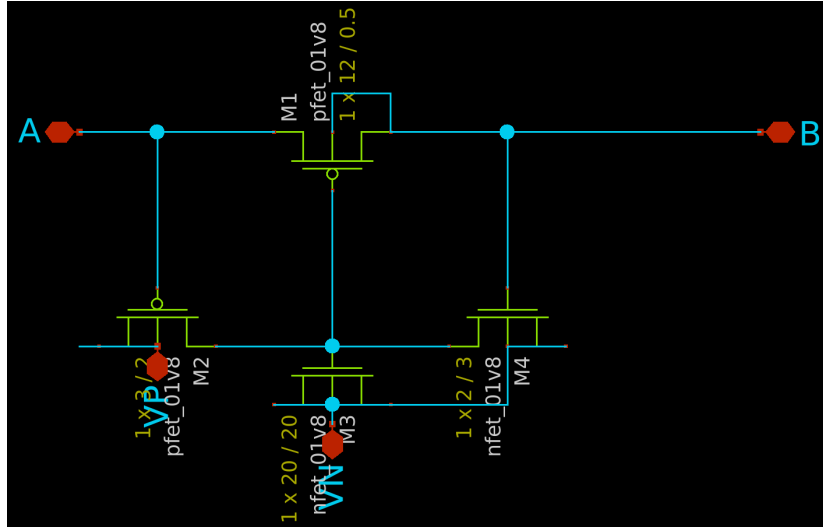 A
M1
pfet_01v8
1 x 12 / 0.5
B
1 x 3 / 2
VP
pfet_01v8
M2
1 x 20 / 20
nfet_01v8
VN
M3
1 x 2 / 3
nfet_01v8
M4